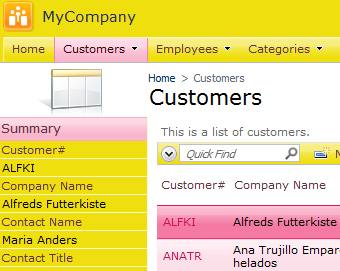 MyCompany
Home Customers Employees Categories
Home > Customers
Customers
This is a list of customers.
Summary
Customer#
ALFKI
Company Name
Alfreds Futterkiste
Contact Name
Maria Anders
Contact Title
Quick Find
Customer# Company Name
ALFKI Alfreds Futterkiste
ANATR Ana Trujillo Empar
helados